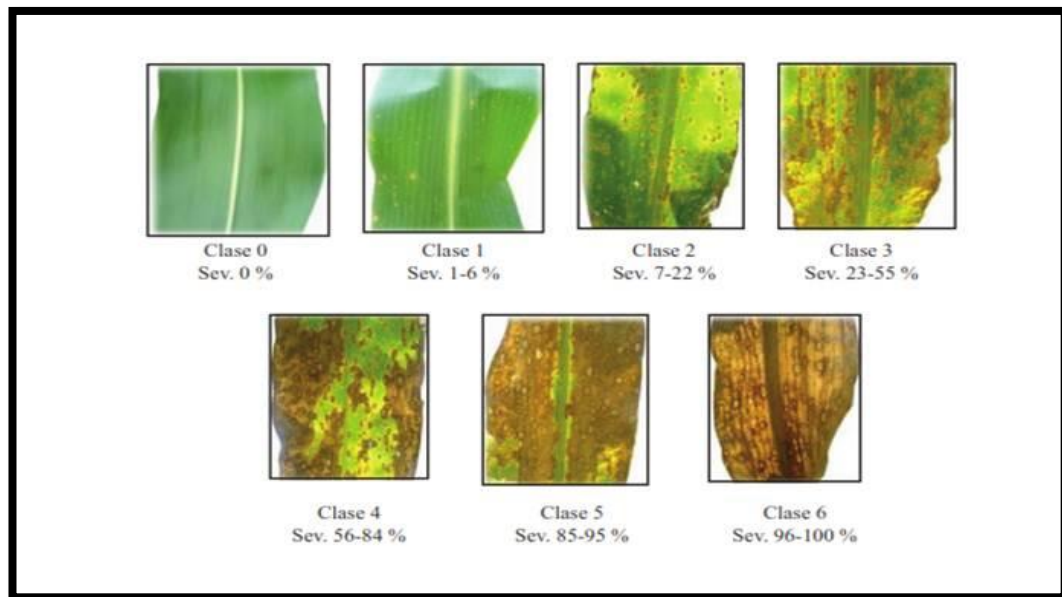 Clase 0
Sev. 0 %
Clase 1
Sev. 1-6 %
Clase 2
Sev. 7-22 %
Clase 3
Sev. 23-55 %
Clase 4
Sev. 56-84 %
Clase 5
Sev. 85-95 %
Clase 6
Sev. 96-100 %